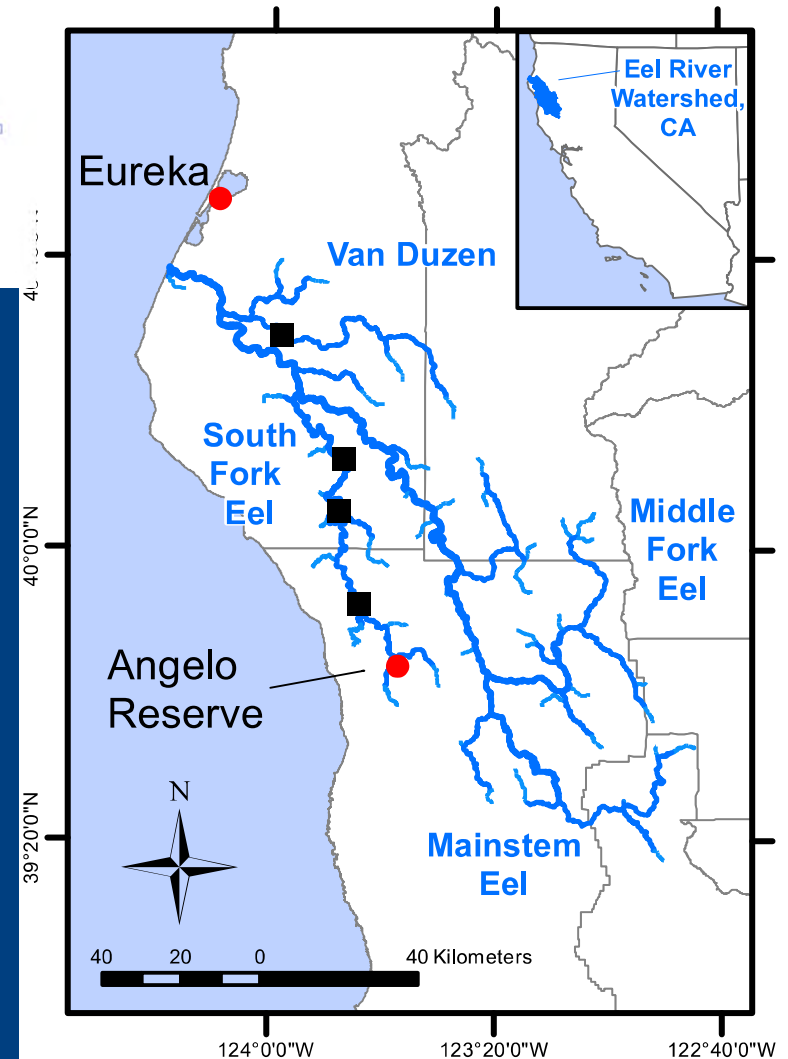 Eel River
Watershed,
CA
Eureka
Van Duzen
South
Fork
Eel
Middle
Fork
Eel
40°0'0"N
Angelo
Reserve
N
39°20'0"N
Mainstem
Eel
40 20 0 40 Kilometers
124°0'0"W 123°20'0"W 122°40'0"W